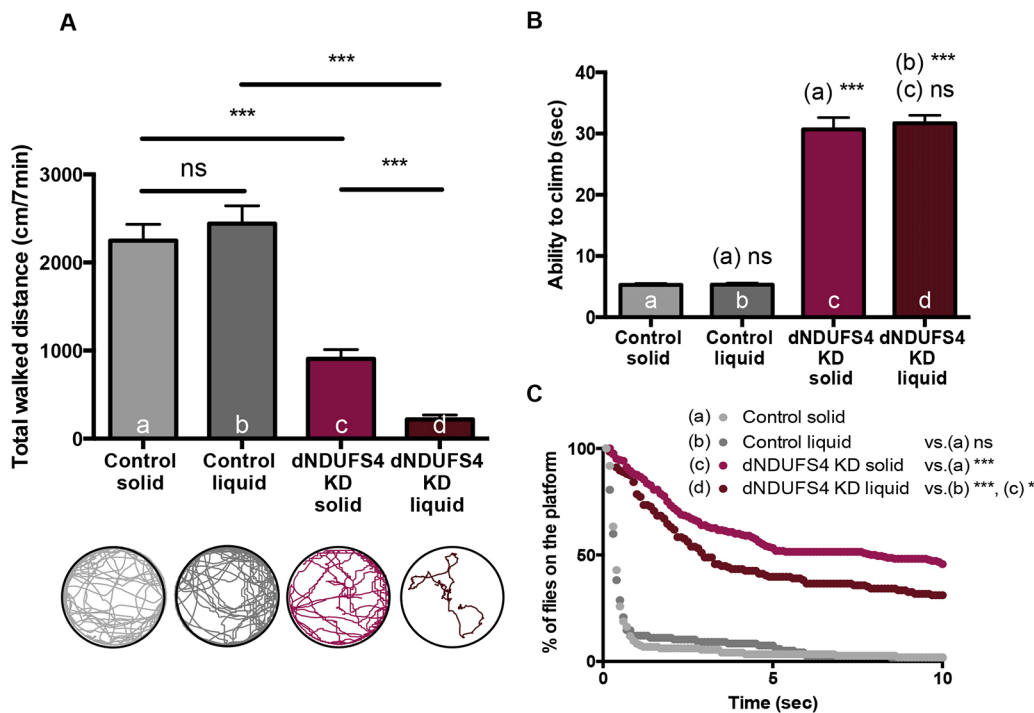 A
***
***
ns
***
Total walked distance (cm/7min)
3000
2000
1000
0
a
b
c
d
Control
solid
Control
liquid
dNDUFS4
KD
solid
dNDUFS4
KD
liquid
B
Ability to climb (sec)
40
30
20
10
0
(a) ns
(a) ***
(b) ***
(c) ns
a
b
c
d
Control
solid
Control
liquid
dNDUFS4
KD
solid
dNDUFS4
KD
liquid
C
(a) Control solid
(b) Control liquid vs.(a) ns
(c) dNDUFS4 KD solid vs.(a) ***
(d) dNDUFS4 KD liquid vs.(b) ***, (c) *
% of flies on the platform
100
50
0
0
5
10
Time (sec)